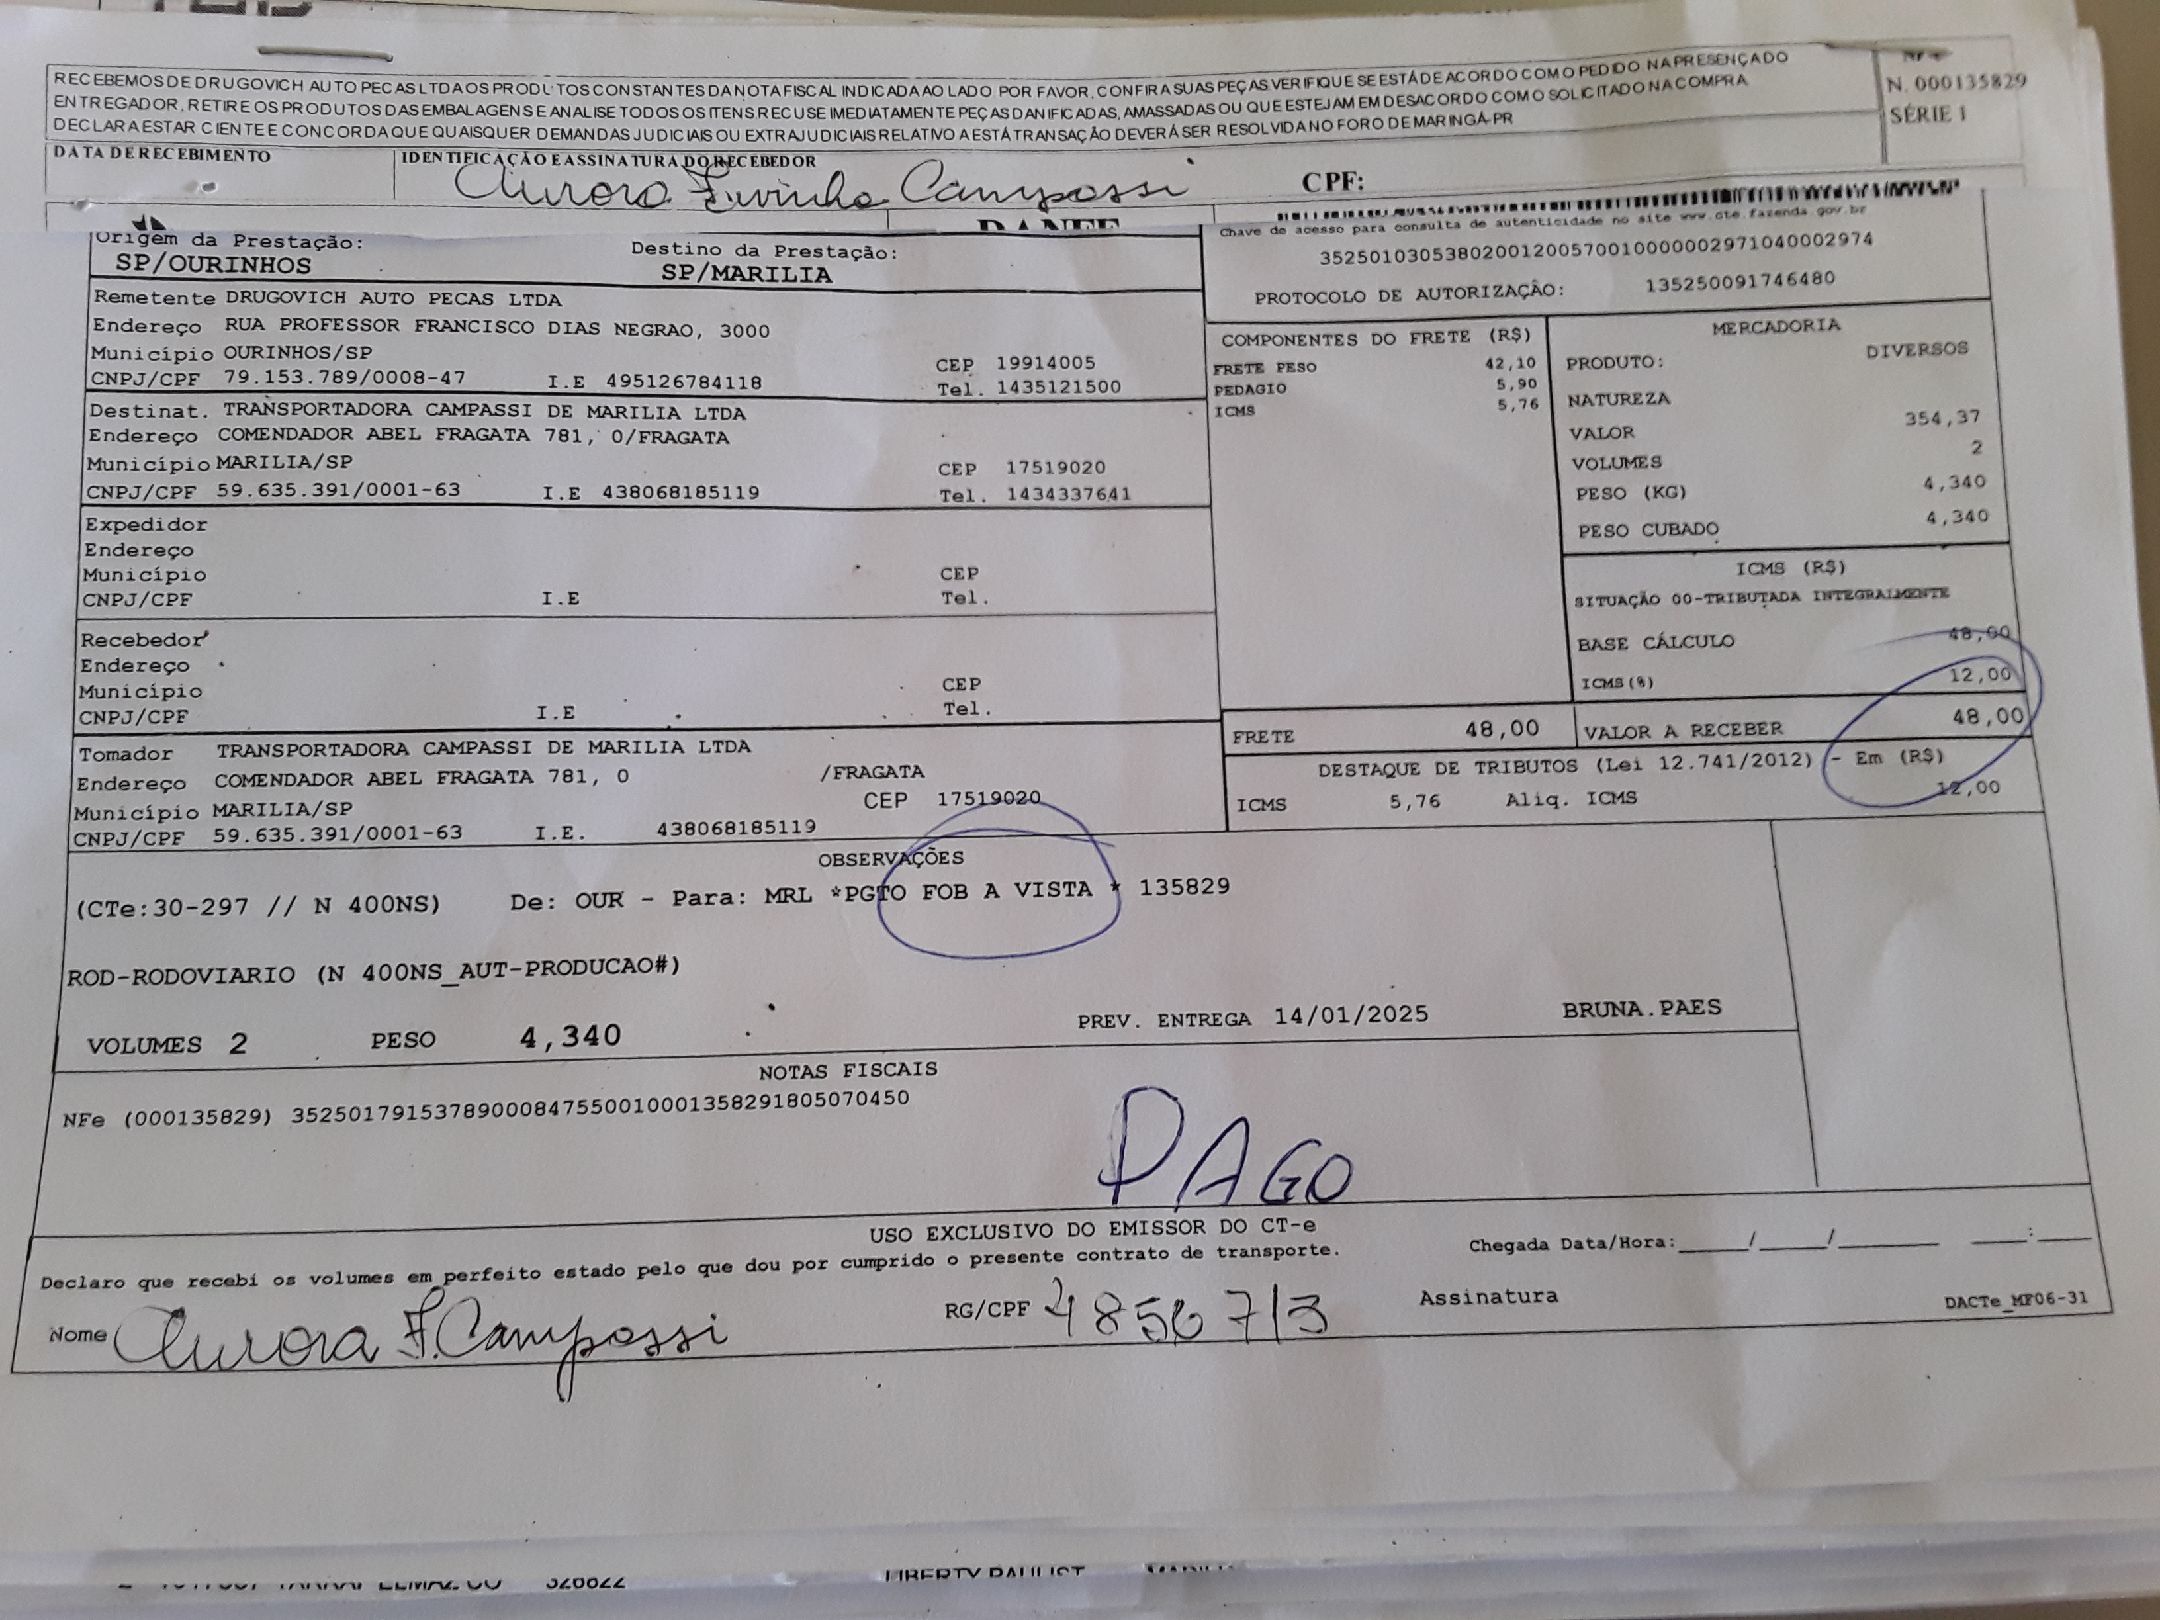 RECEBEMOS DE DRUGOVICH AUTO PECAS LTDA OS PRODUTOS CONSTANTES DA NOTA FISCAL INDICADA AO LADO. POR FAVOR, CONFIRA SUAS PEÇAS VERIFIQUE SE ESTÁ DE ACORDO COM O PEDIDO NA PRESENÇA DO
ENTREGADOR, RETIRE OS PRODUTOS DAS EMBALAGENS E ANALISE TODOS OS ITENS RECUSE IMEDIATAMENTE PEÇAS DANIFICADAS, AMASSADAS OU QUE ESTEJAM EM DESACORDO COM O SOLICITADO NA COMPRA
DECLARA ESTAR CIENTE E CONCORDA QUE QUAISQUER DEMANDAS JUDICIAIS OU EXTRAJUDICIAIS RELATIVO A ESTÁ TRANSAÇÃO DEVERÁ SER RESOLVIDA NO FORO DE MARINGÁ-PR
N. 000135829
SÉRIE 1
DATA DE RECEBIMENTO IDENTIFICAÇÃO E ASSINATURA DO RECEBEDOR
Aurora Campassi CPF:
DANFE
Chave de acesso para consulta de autenticidade no site www.cte.fazenda.gov.br
35250103053802001200570010000002971040002974
PROTOCOLO DE AUTORIZAÇÃO: 135250091746480
Origem da Prestação: Destino da Prestação:
SP/OURINHOS SP/MARILIA
Remetente DRUGOVICH AUTO PECAS LTDA
Endereço RUA PROFESSOR FRANCISCO DIAS NEGRAO, 3000
Município OURINHOS/SP CEP 19914005
CNPJ/CPF 79.153.789/0008-47 I.E 495126784118 Tel. 1435121500
Destinat. TRANSPORTADORA CAMPASSI DE MARILIA LTDA
Endereço COMENDADOR ABEL FRAGATA 781, 0/FRAGATA
Município MARILIA/SP CEP 17519020
CNPJ/CPF 59.635.391/0001-63 I.E 438068185119 Tel. 1434337641
Expedidor
Endereço
Município CEP
CNPJ/CPF I.E Tel.
Recebedor
Endereço
Município CEP
CNPJ/CPF I.E Tel.
Tomador TRANSPORTADORA CAMPASSI DE MARILIA LTDA
Endereço COMENDADOR ABEL FRAGATA 781, 0 /FRAGATA
Município MARILIA/SP CEP 17519020
CNPJ/CPF 59.635.391/0001-63 I.E. 438068185119
COMPONENTES DO FRETE (R$)
FRETE PESO 42,10
PEDAGIO 5,90
ICMS 5,76
MERCADORIA
PRODUTO: DIVERSOS
NATUREZA
VALOR 354,37
VOLUMES 2
PESO (KG) 4,340
PESO CUBADO 4,340
ICMS (R$)
SITUAÇÃO 00-TRIBUTADA INTEGRALMENTE
BASE CÁLCULO 48,00
ICMS(%) 12,00
FRETE 48,00 VALOR A RECEBER 48,00
DESTAQUE DE TRIBUTOS (Lei 12.741/2012) - Em (R$)
ICMS 5,76 Aliq. ICMS 12,00
OBSERVAÇÕES
(CTe:30-297 // N 400NS) De: OUR - Para: MRL *PGTO FOB A VISTA * 135829
ROD-RODOVIARIO (N 400NS_AUT-PRODUCAO#)
VOLUMES 2 PESO 4,340 PREV. ENTREGA 14/01/2025 BRUNA.PAES
NOTAS FISCAIS
NFe (000135829) 35250179153789000847550010001358291805070450
PAGO
USO EXCLUSIVO DO EMISSOR DO CT-e
Declaro que recebi os volumes em perfeito estado pelo que dou por cumprido o presente contrato de transporte. Chegada Data/Hora:_____/_____/_______ ____:____
Nome Aurora F. Campassi RG/CPF 4856713 Assinatura
DACTe_MF06-31